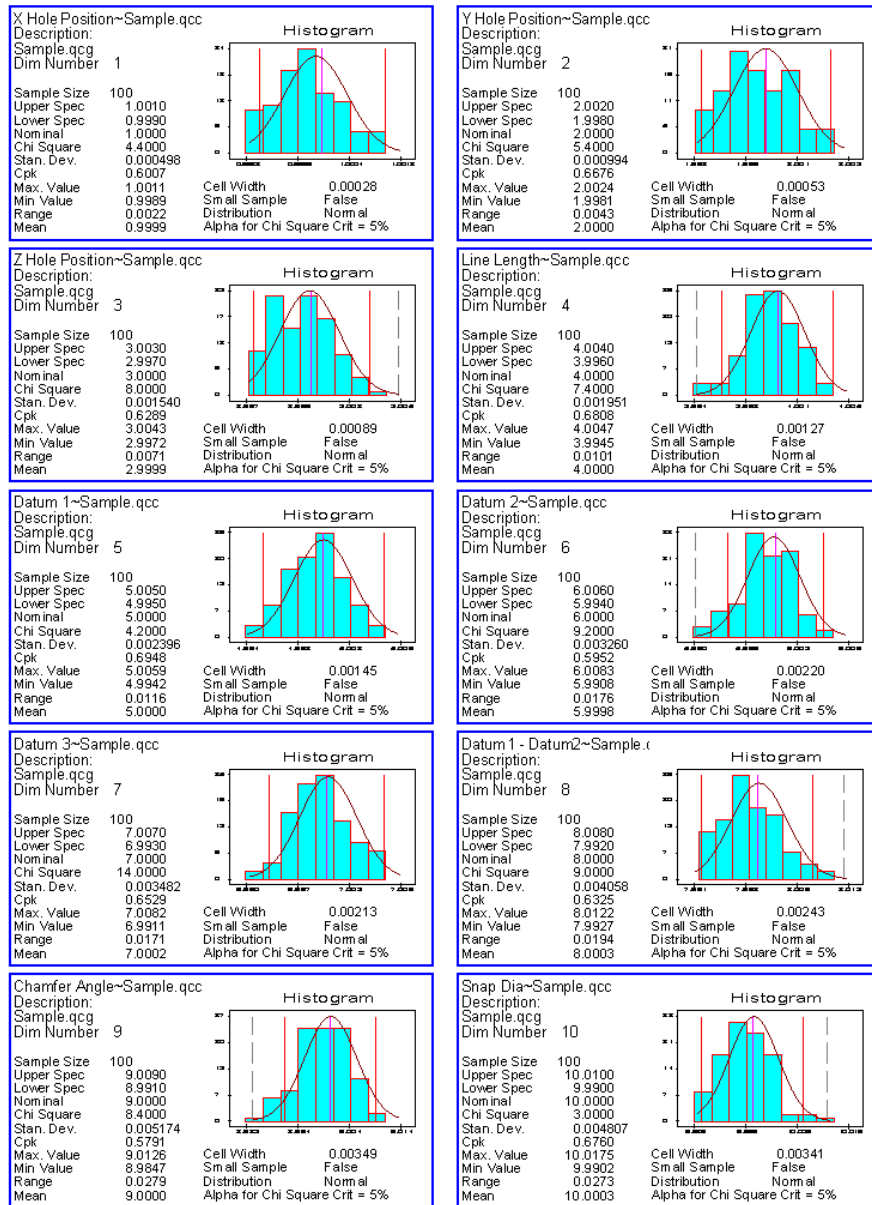 X Hole Position~Sample.qcc
Description:
Sample.qcg
Dim Number 1
Histogram
Sample Size 100
Upper Spec 1.0010
Lower Spec 0.9990
Nominal 1.0000
Chi Square 4.4000
Stan. Dev. 0.000498
Cpk 0.6007
Max. Value 1.0011
Min Value 0.9989
Range 0.0022
Mean 0.9999
Cell Width 0.00028
Small Sample False
Distribution Normal
Alpha for Chi Square Crit = 5%
Y Hole Position~Sample.qcc
Description:
Sample.qcg
Dim Number 2
Histogram
Sample Size 100
Upper Spec 2.0020
Lower Spec 1.9980
Nominal 2.0000
Chi Square 5.4000
Stan. Dev. 0.000994
Cpk 0.6676
Max. Value 2.0024
Min Value 1.9981
Range 0.0043
Mean 2.0000
Cell Width 0.00053
Small Sample False
Distribution Normal
Alpha for Chi Square Crit = 5%
Z Hole Position~Sample.qcc
Description:
Sample.qcg
Dim Number 3
Histogram
Sample Size 100
Upper Spec 3.0030
Lower Spec 2.9970
Nominal 3.0000
Chi Square 8.0000
Stan. Dev. 0.001540
Cpk 0.6289
Max. Value 3.0043
Min Value 2.9972
Range 0.0071
Mean 2.9999
Cell Width 0.00089
Small Sample False
Distribution Normal
Alpha for Chi Square Crit = 5%
Line Length~Sample.qcc
Description:
Sample.qcg
Dim Number 4
Histogram
Sample Size 100
Upper Spec 4.0040
Lower Spec 3.9960
Nominal 4.0000
Chi Square 7.4000
Stan. Dev. 0.001951
Cpk 0.6808
Max. Value 4.0047
Min Value 3.9945
Range 0.0101
Mean 4.0000
Cell Width 0.00127
Small Sample False
Distribution Normal
Alpha for Chi Square Crit = 5%
Datum 1~Sample.qcc
Description:
Sample.qcg
Dim Number 5
Histogram
Sample Size 100
Upper Spec 5.0050
Lower Spec 4.9950
Nominal 5.0000
Chi Square 4.2000
Stan. Dev. 0.002396
Cpk 0.6948
Max. Value 5.0059
Min Value 4.9942
Range 0.0116
Mean 5.0000
Cell Width 0.00145
Small Sample False
Distribution Normal
Alpha for Chi Square Crit = 5%
Datum 2~Sample.qcc
Description:
Sample.qcg
Dim Number 6
Histogram
Sample Size 100
Upper Spec 6.0060
Lower Spec 5.9940
Nominal 6.0000
Chi Square 9.2000
Stan. Dev. 0.003260
Cpk 0.5952
Max. Value 6.0083
Min Value 5.9908
Range 0.0176
Mean 5.9998
Cell Width 0.00220
Small Sample False
Distribution Normal
Alpha for Chi Square Crit = 5%
Datum 3~Sample.qcc
Description:
Sample.qcg
Dim Number 7
Histogram
Sample Size 100
Upper Spec 7.0070
Lower Spec 6.9930
Nominal 7.0000
Chi Square 14.0000
Stan. Dev. 0.003482
Cpk 0.6529
Max. Value 7.0082
Min Value 6.9911
Range 0.0171
Mean 7.0002
Cell Width 0.00213
Small Sample False
Distribution Normal
Alpha for Chi Square Crit = 5%
Datum 1 - Datum2~Sample.(
Description:
Sample.qcg
Dim Number 8
Histogram
Sample Size 100
Upper Spec 8.0080
Lower Spec 7.9920
Nominal 8.0000
Chi Square 9.0000
Stan. Dev. 0.004058
Cpk 0.6325
Max. Value 8.0122
Min Value 7.9927
Range 0.0194
Mean 8.0003
Cell Width 0.00243
Small Sample False
Distribution Normal
Alpha for Chi Square Crit = 5%
Chamfer Angle~Sample.qcc
Description:
Sample.qcg
Dim Number 9
Histogram
Sample Size 100
Upper Spec 9.0090
Lower Spec 8.9910
Nominal 9.0000
Chi Square 8.4000
Stan. Dev. 0.005174
Cpk 0.5791
Max. Value 9.0126
Min Value 8.9847
Range 0.0279
Mean 9.0000
Cell Width 0.00349
Small Sample False
Distribution Normal
Alpha for Chi Square Crit = 5%
Snap Dia~Sample.qcc
Description:
Sample.qcg
Dim Number 10
Histogram
Sample Size 100
Upper Spec 10.0100
Lower Spec 9.9900
Nominal 10.0000
Chi Square 3.0000
Stan. Dev. 0.004807
Cpk 0.6760
Max. Value 10.0175
Min Value 9.9902
Range 0.0273
Mean 10.0003
Cell Width 0.00341
Small Sample False
Distribution Normal
Alpha for Chi Square Crit = 5%